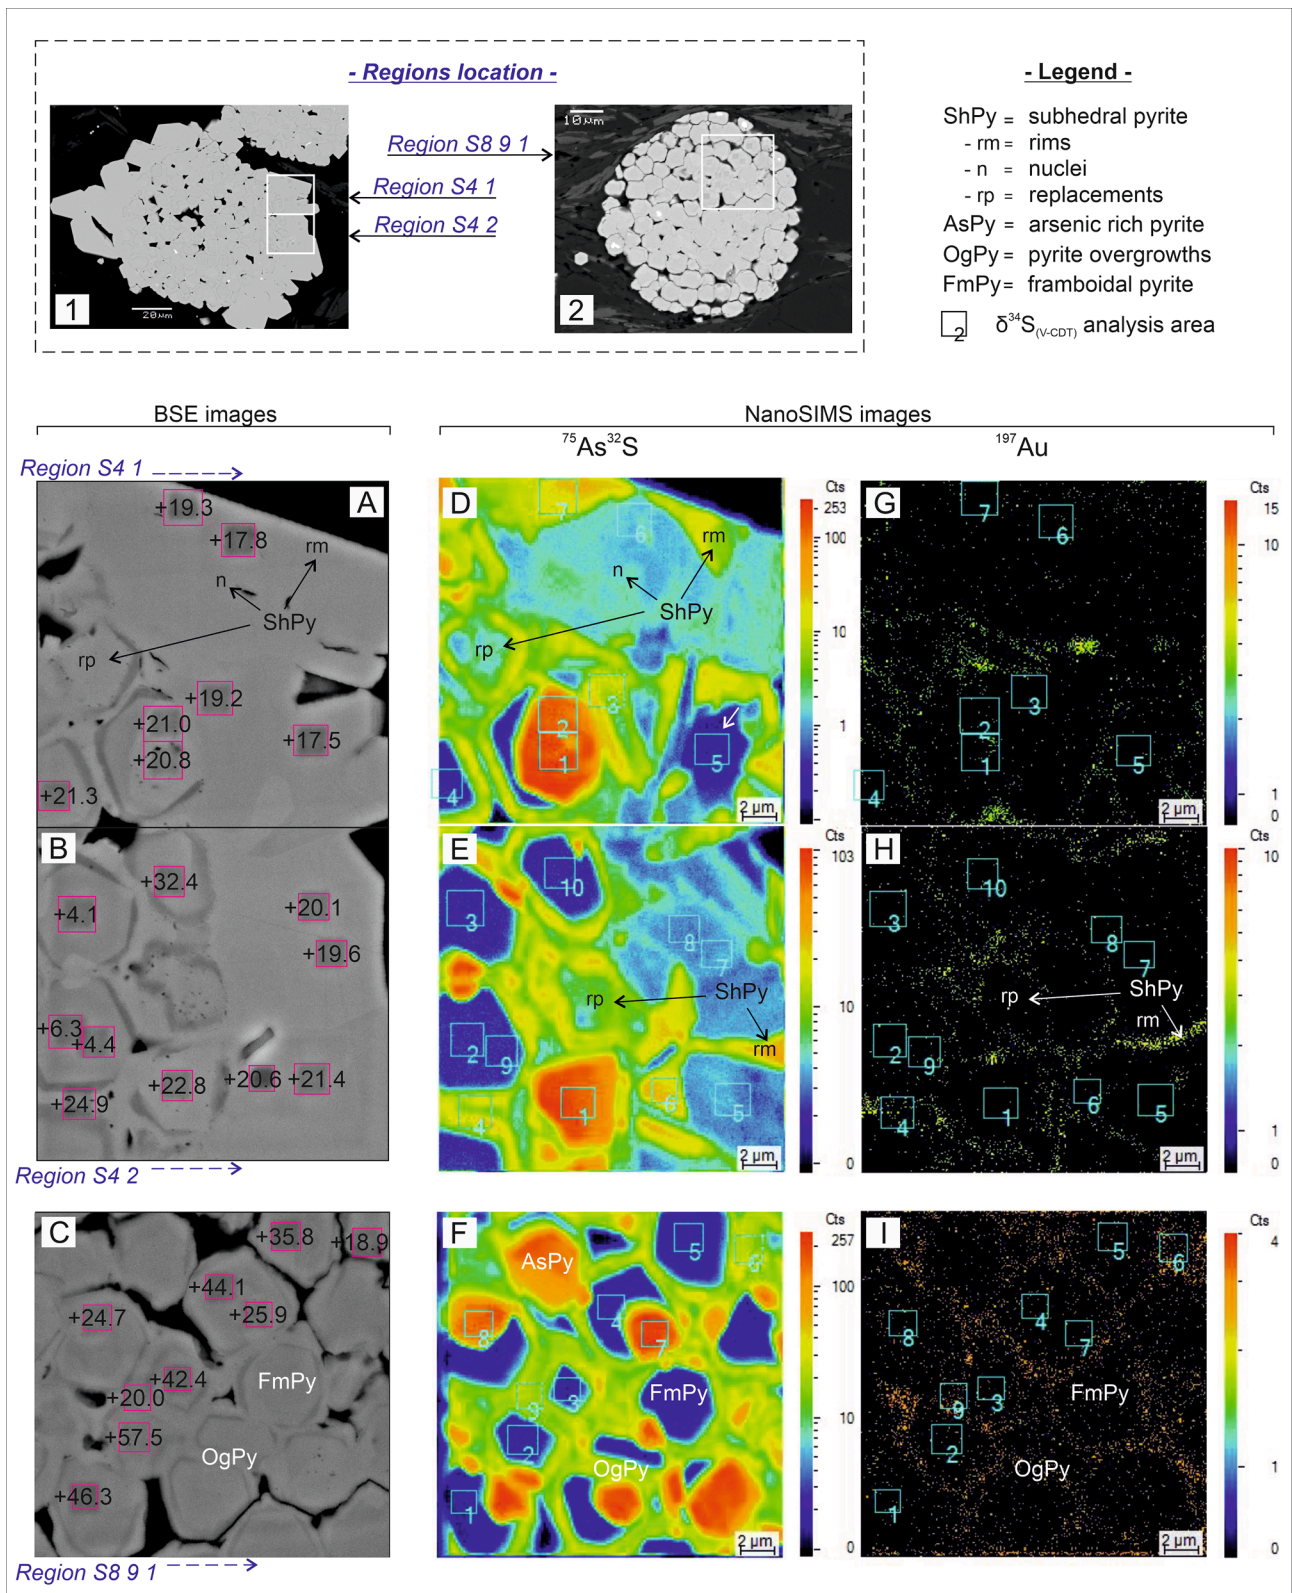 - Regions location -
- Legend -
10 µm
Region S8 9 1
Region S4 1
Region S4 2
1
20 µm
2
ShPy = subhedral pyrite
- rm = rims
- n = nuclei
- rp = replacements
AsPy = arsenic rich pyrite
OgPy = pyrite overgrowths
FmPy = framboidal pyrite
2 δ34S(V-CDT) analysis area
BSE images
NanoSIMS images
75As32S
197Au
Region S4 1
A
+19.3
+17.8
rm
n
ShPy
rp
+19.2
+21.0
+20.8
+17.5
+21.3
D
7
6
rm
n
ShPy
rp
3
2
1
5
4
2 µm
Cts
253
100
10
1
G
7
6
3
2
1
5
4
2 µm
Cts
15
10
1
0
B
+32.4
+4.1
+20.1
+19.6
+6.3
+4.4
+22.8
+20.6
+21.4
+24.9
Region S4 2
E
10
3
8
7
ShPy
rp
rm
2
9
4
1
6
5
2 µm
Cts
103
10
0
H
10
3
8
7
ShPy
rp
rm
2
9
4
1
6
5
2 µm
Cts
10
1
0
C
+35.8
+18.9
+44.1
+25.9
+24.7
+42.4
+20.0
FmPy
+57.5
OgPy
+46.3
Region S8 9 1
F
5
6
AsPy
4
8
7
FmPy
9
3
2
OgPy
1
2 µm
Cts
257
100
10
1
0
I
5
6
4
8
7
FmPy
9
3
2
OgPy
1
2 µm
Cts
4
1
0